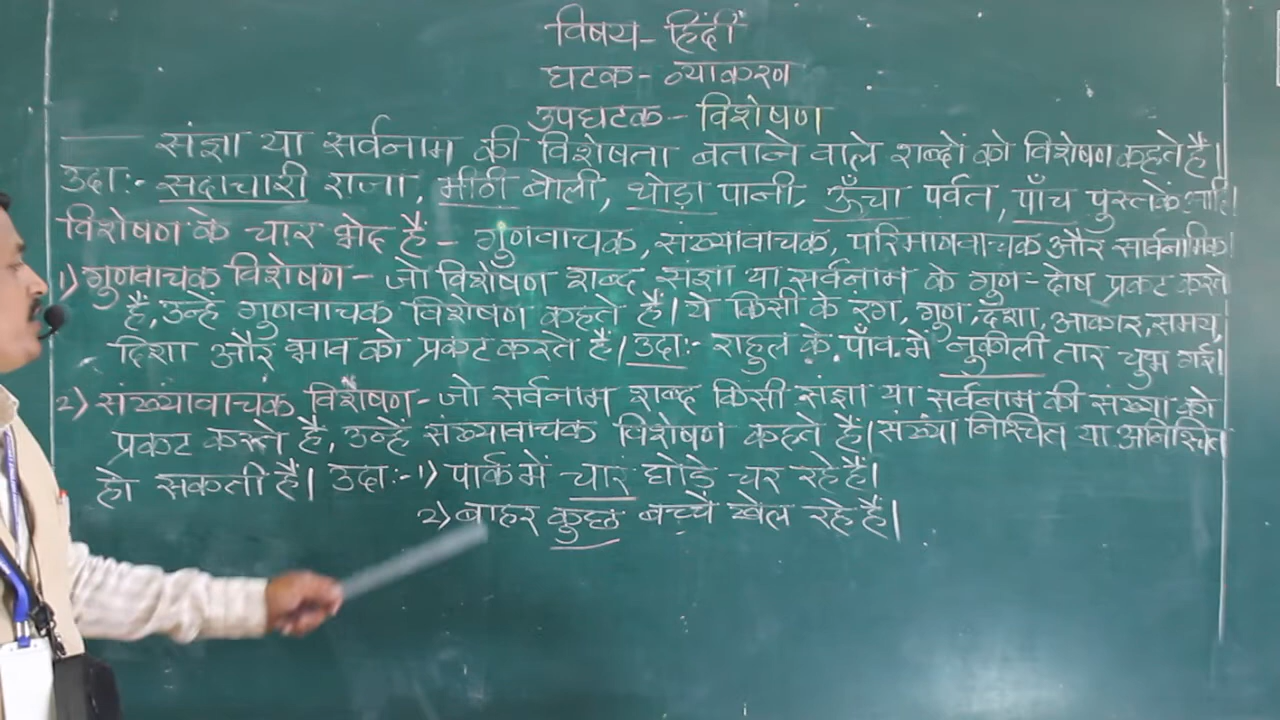 विषय- हिंदी
घटक- व्याकरण
उपघटक- विशेषण
संज्ञा या सर्वनाम की विशेषता बताने वाले शब्दों को विशेषण कहते है।
उदाः- सदाचारी राजा, मीठी बोली, थोड़ा पानी, ऊँचा पर्वत, पाँच पुस्तकें आदि।
विशेषण के चार भेद है - गुणवाचक, संख्यावाचक, परिमाणवाचक और सार्वनामिक।
1) गुणवाचक विशेषण - जो विशेषण शब्द संज्ञा या सर्वनाम के गुण-दोष प्रकट करते
है, उन्हे गुणवाचक विशेषण कहते है। ये किसी के रंग, गुण, दशा, आकार, समय,
दिशा और भाव को प्रकट करते है। उदाः- राहुल के पाँव में नुकीली तार चुभ गई।
2) संख्यांवाचक विशेषण - जो सर्वनाम शब्द किसी संज्ञा या सर्वनाम की संख्या को
प्रकट करते है, उन्हें संख्यावाचक विशेषण कहते है। संख्या निश्चित या अनिश्चित
हो सकती है। उदाः- 1) पार्क में चार घोड़े चर रहे हैं।
2) बाहर कुछ बच्चे खेल रहे है।